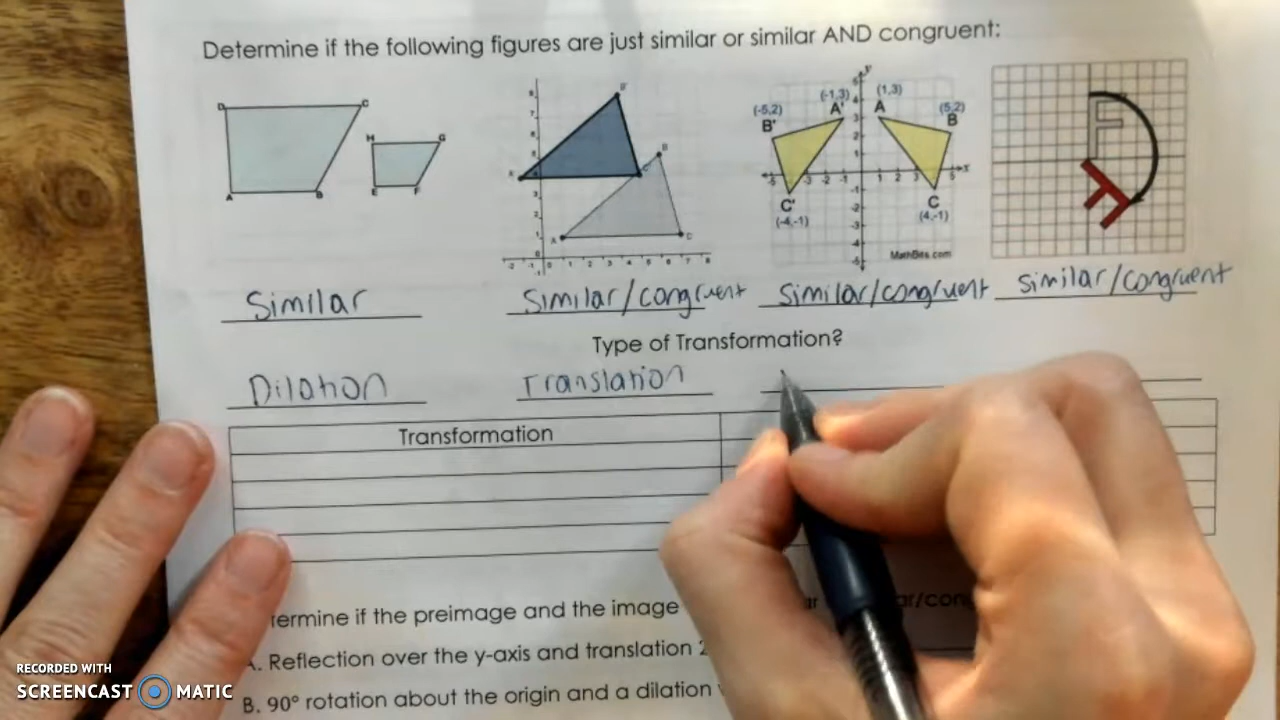 Determine if the following figures are just similar or similar AND congruent:
D C H G A B E F
B' B C' A C
(-1,3) (1,3)
(-5,2) A' A (5,2)
B' B
C' C
(-4,-1) (4,-1)
MathBits.com
Similar Similar/congruent Similar/congruent Similar/congruent
Type of Transformation?
Dilation Translation
Transformation
termine if the preimage and the image
A. Reflection over the y-axis and translation 2
B. 90° rotation about the origin and a dilation
RECORDED WITH
SCREENCAST MATIC